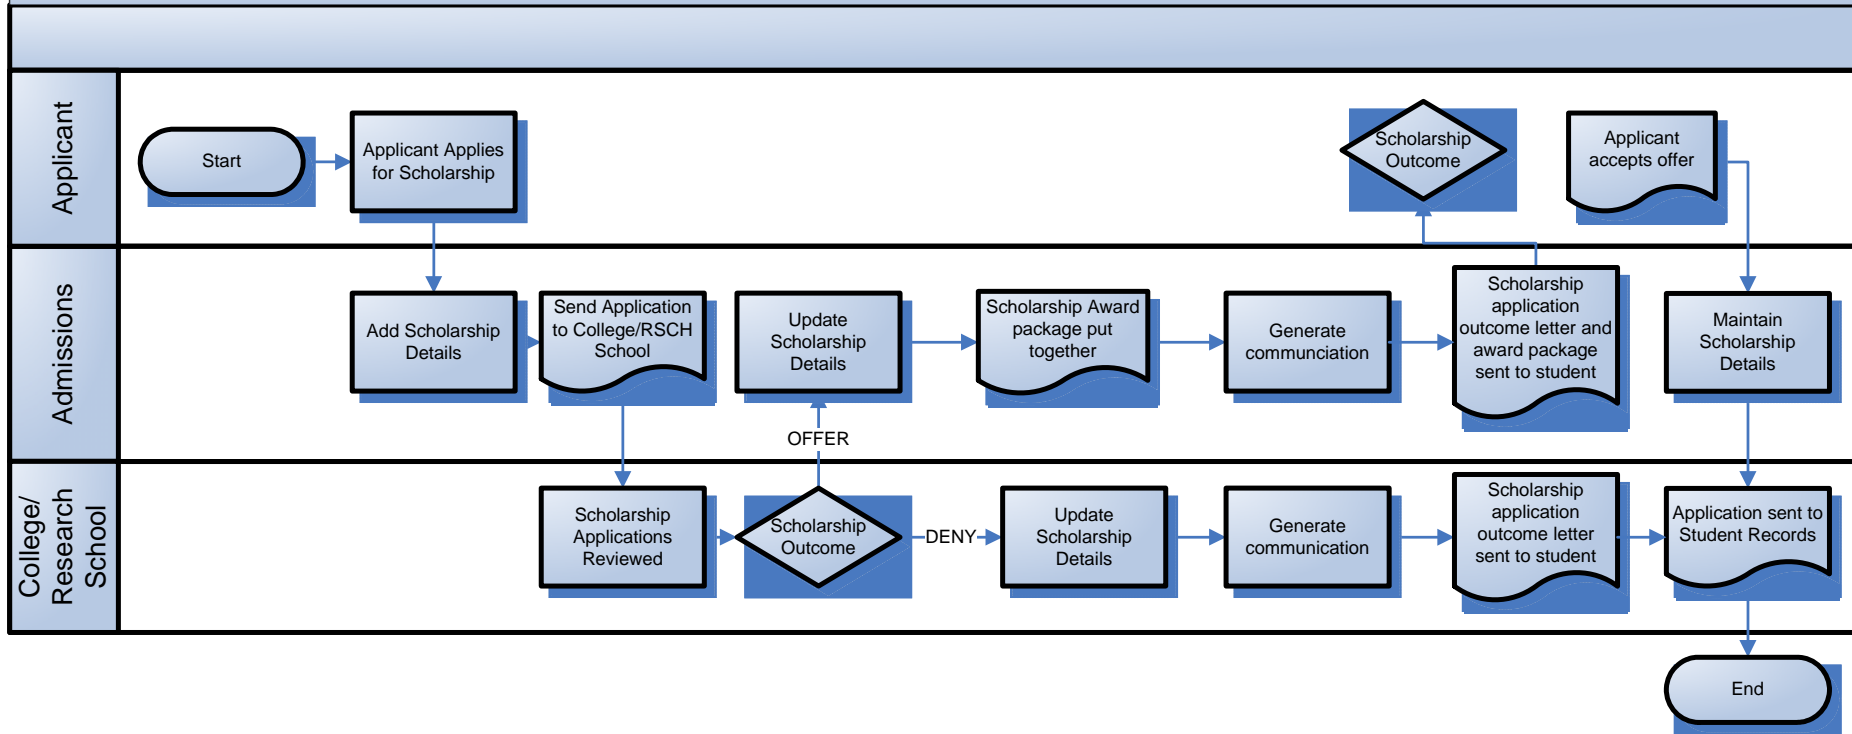 Applicant
Start
Applicant Applies
for Scholarship
Scholarship
Outcome
Applicant
accepts offer
Admissions
Add Scholarship
Details
Send Application
to College/RSCH
School
Update
Scholarship
Details
Scholarship Award
package put
together
Generate
communciation
Scholarship
application
outcome letter and
award package
sent to student
Maintain
Scholarship
Details
OFFER
College/
Research
School
Scholarship
Applications
Reviewed
Scholarship
Outcome
DENY
Update
Scholarship
Details
Generate
communication
Scholarship
application
outcome letter
sent to student
Application sent to
Student Records
End